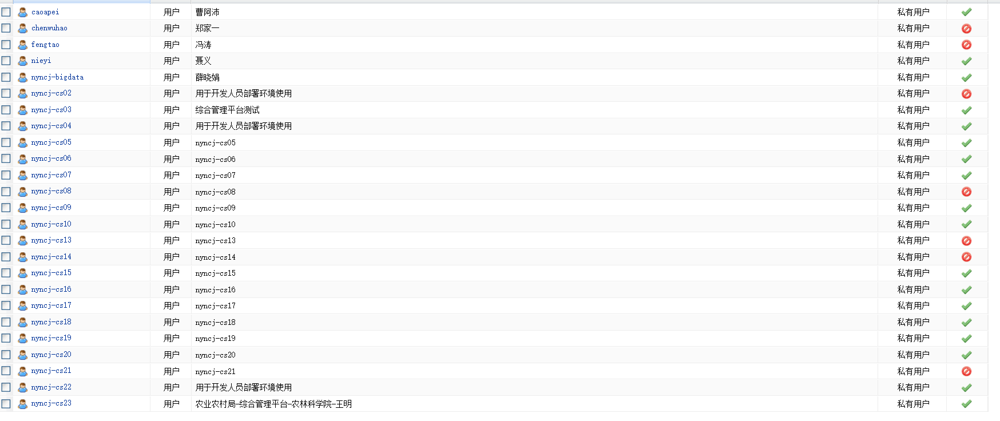 caoapei 用户 曹阿沛 私有用户
chenwuhao 用户 郑家一 私有用户
fengtao 用户 冯涛 私有用户
nieyi 用户 聂义 私有用户
nyncj-bigdata 用户 薛晓娟 私有用户
nyncj-cs02 用户 用于开发人员部署环境使用 私有用户
nyncj-cs03 用户 综合管理平台测试 私有用户
nyncj-cs04 用户 用于开发人员部署环境使用 私有用户
nyncj-cs05 用户 nyncj-cs05 私有用户
nyncj-cs06 用户 nyncj-cs06 私有用户
nyncj-cs07 用户 nyncj-cs07 私有用户
nyncj-cs08 用户 nyncj-cs08 私有用户
nyncj-cs09 用户 nyncj-cs09 私有用户
nyncj-cs10 用户 nyncj-cs10 私有用户
nyncj-cs13 用户 nyncj-cs13 私有用户
nyncj-cs14 用户 nyncj-cs14 私有用户
nyncj-cs15 用户 nyncj-cs15 私有用户
nyncj-cs16 用户 nyncj-cs16 私有用户
nyncj-cs17 用户 nyncj-cs17 私有用户
nyncj-cs18 用户 nyncj-cs18 私有用户
nyncj-cs19 用户 nyncj-cs19 私有用户
nyncj-cs20 用户 nyncj-cs20 私有用户
nyncj-cs21 用户 nyncj-cs21 私有用户
nyncj-cs22 用户 用于开发人员部署环境使用 私有用户
nyncj-cs23 用户 农业农村局-综合管理平台-农林科学院-王明 私有用户